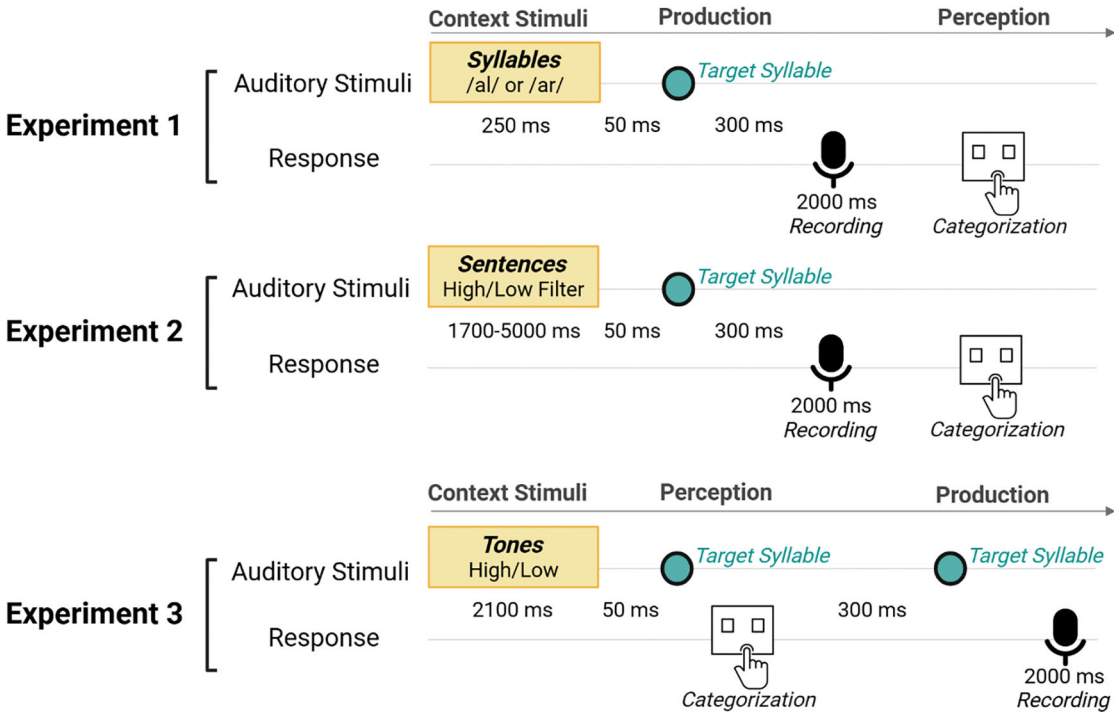 Context Stimuli Production Perception
Syllables
/al/ or /ar/
Auditory Stimuli
Target Syllable
Experiment 1
250 ms 50 ms 300 ms
Response
2000 ms
Recording Categorization
Sentences
High/Low Filter
Auditory Stimuli
Target Syllable
Experiment 2
1700-5000 ms 50 ms 300 ms
Response
2000 ms
Recording Categorization
Context Stimuli Perception Production
Tones
High/Low
Auditory Stimuli
Target Syllable Target Syllable
Experiment 3
2100 ms 50 ms 300 ms
Response
Categorization
2000 ms
Recording